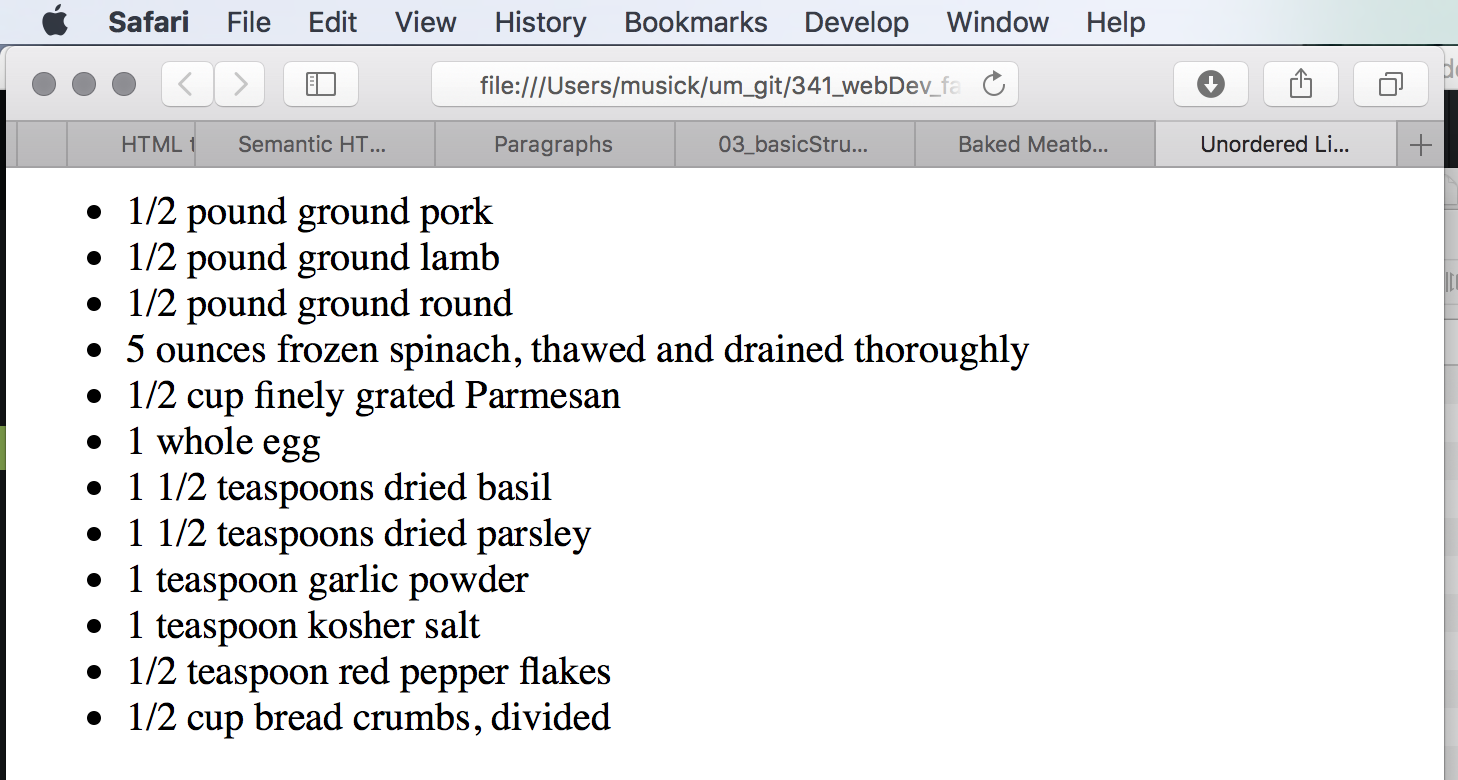 Safari File Edit View History Bookmarks Develop Window Help
file:///Users/musick/um_git/341_webDev_fa
HTML t Semantic HT... Paragraphs 03_basicStru... Baked Meatb... Unordered Li...
• 1/2 pound ground pork
• 1/2 pound ground lamb
• 1/2 pound ground round
• 5 ounces frozen spinach, thawed and drained thoroughly
• 1/2 cup finely grated Parmesan
• 1 whole egg
• 1 1/2 teaspoons dried basil
• 1 1/2 teaspoons dried parsley
• 1 teaspoon garlic powder
• 1 teaspoon kosher salt
• 1/2 teaspoon red pepper flakes
• 1/2 cup bread crumbs, divided